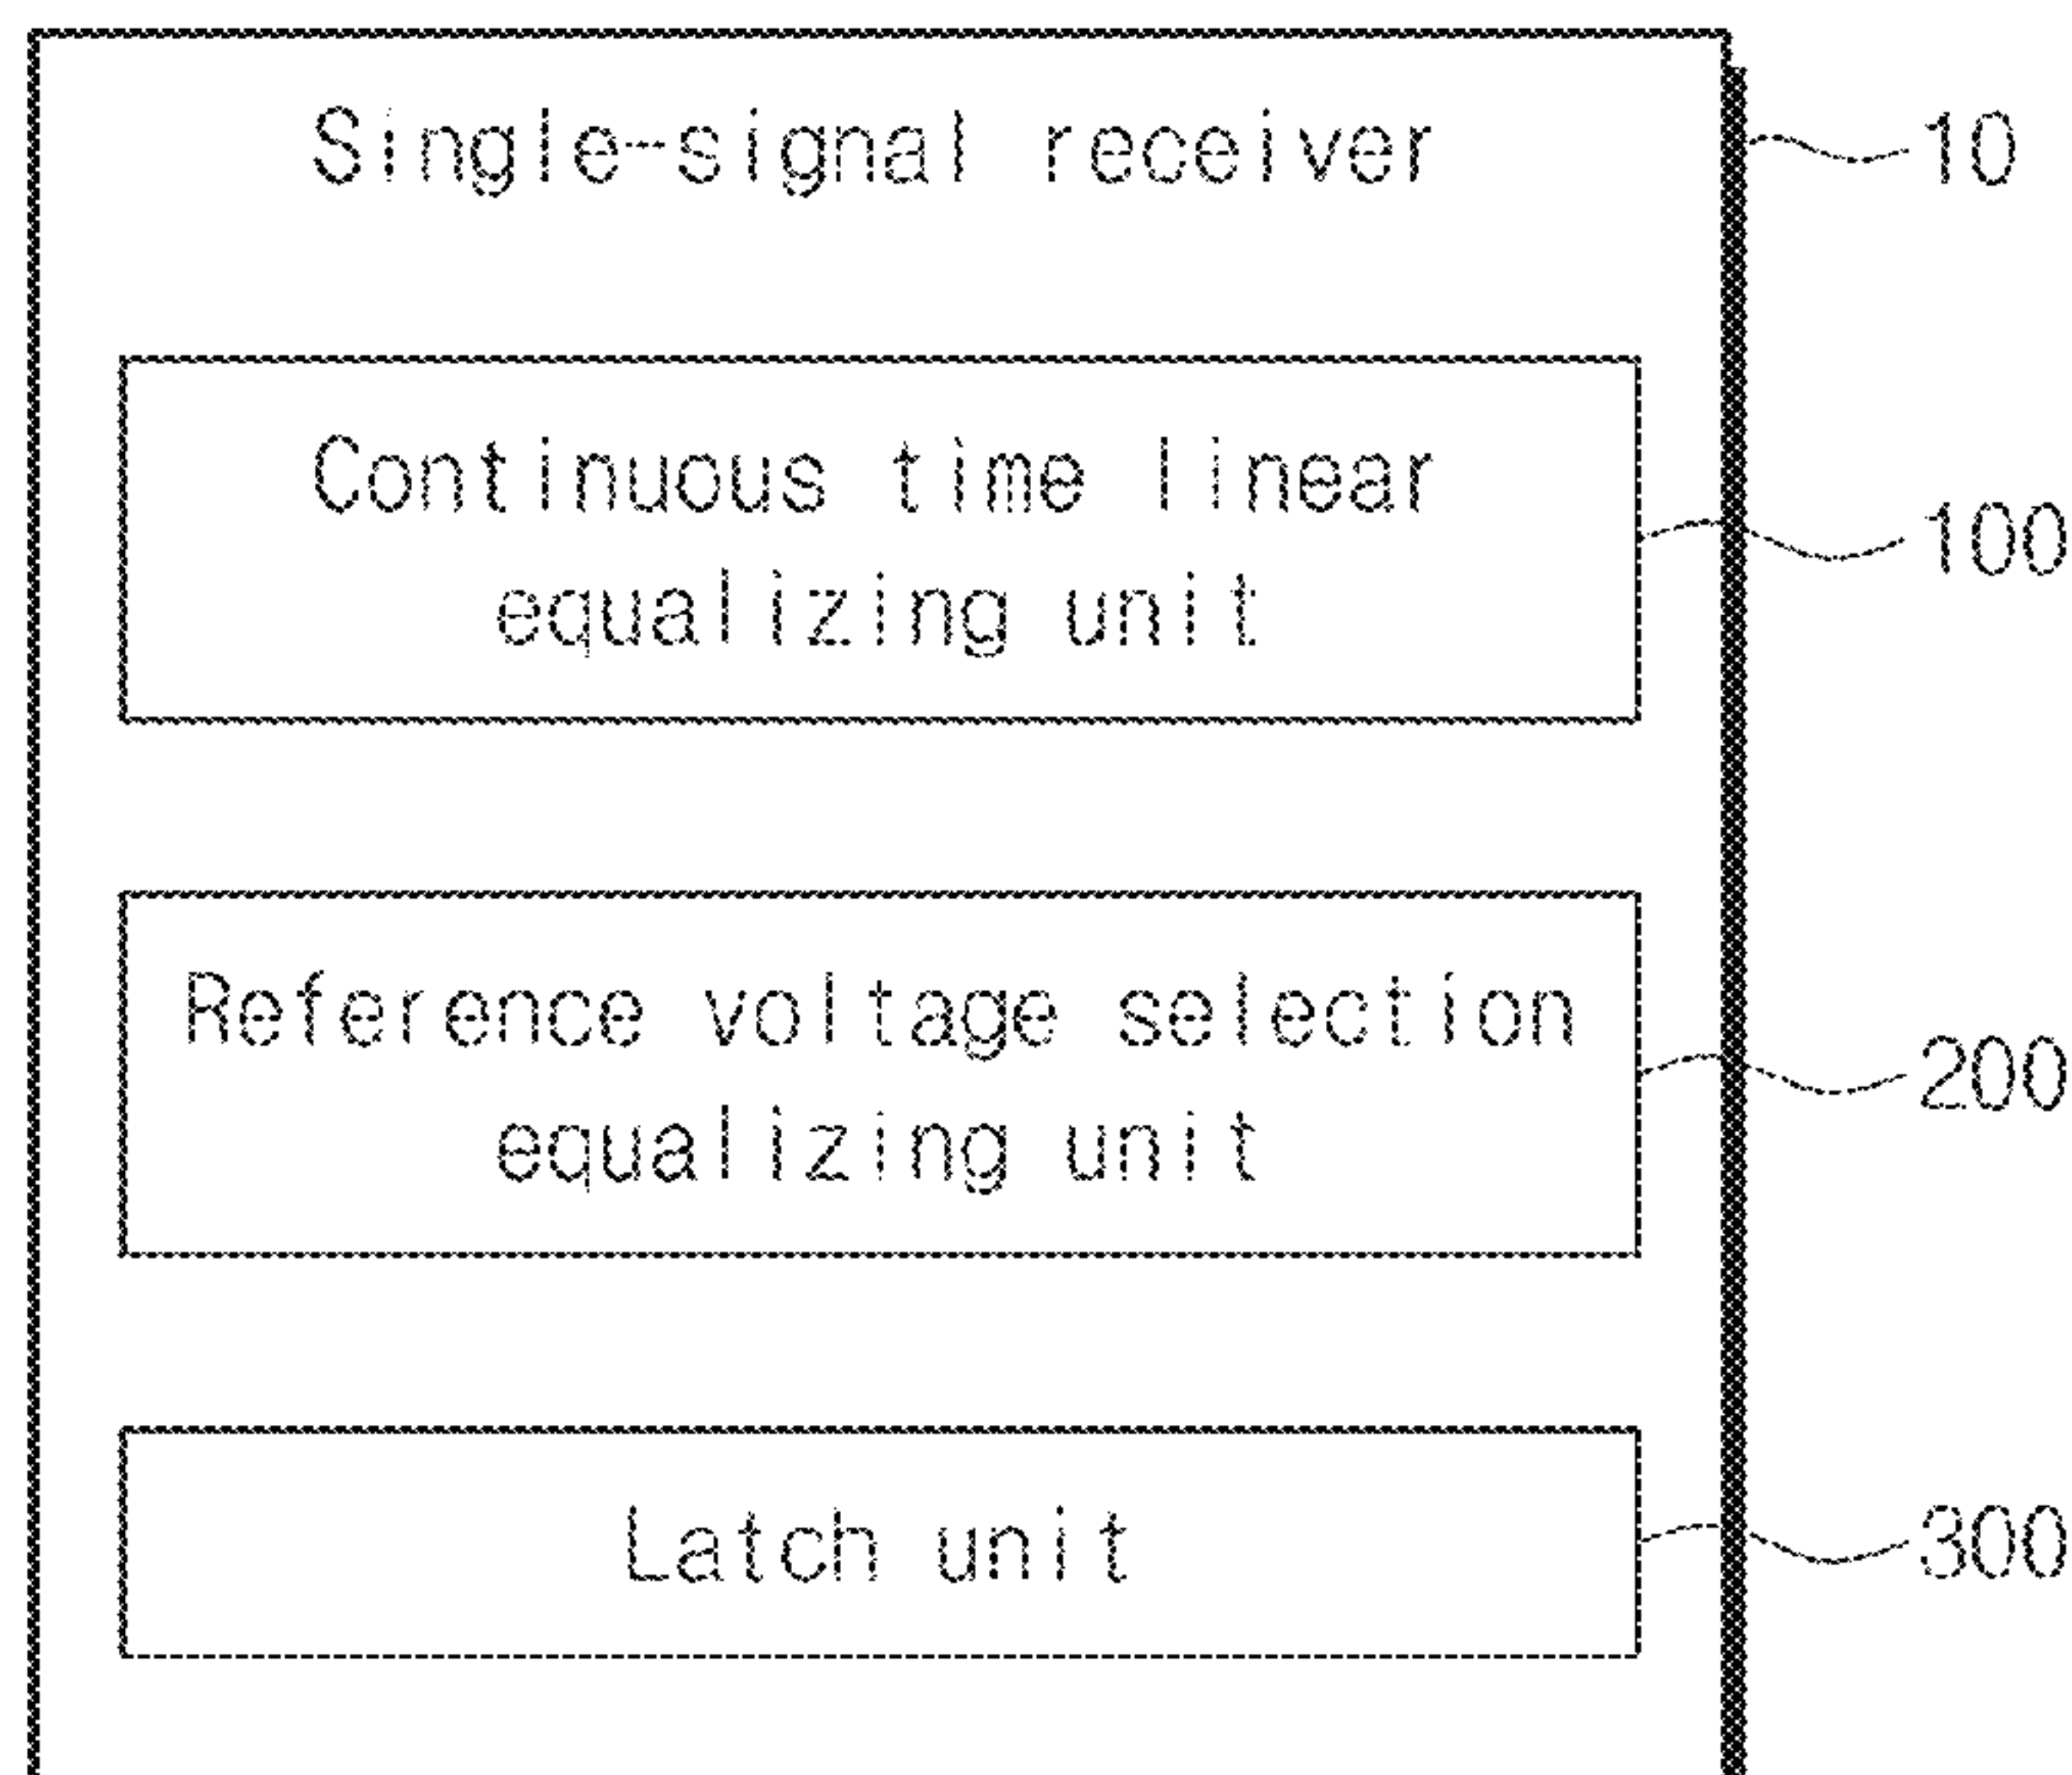 Single-signal receiver
10
Continuous time linear
equalizing unit
100
Reference voltage selection
equalizing unit
200
Latch unit
300